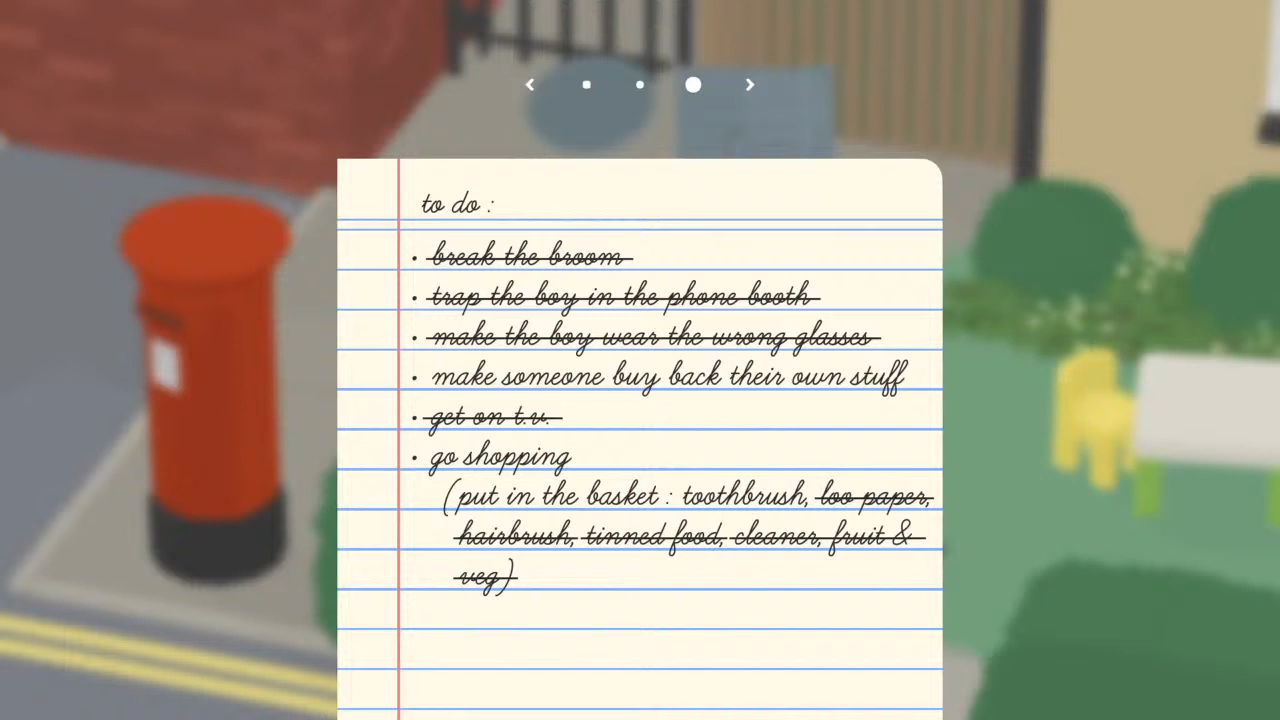 to do :
• break the broom
• trap the boy in the phone booth
• make the boy wear the wrong glasses
• make someone buy back their own stuff
• get on t.v.
• go shopping
(put in the basket : toothbrush, loo paper,
hairbrush, tinned food, cleaner, fruit &
veg)